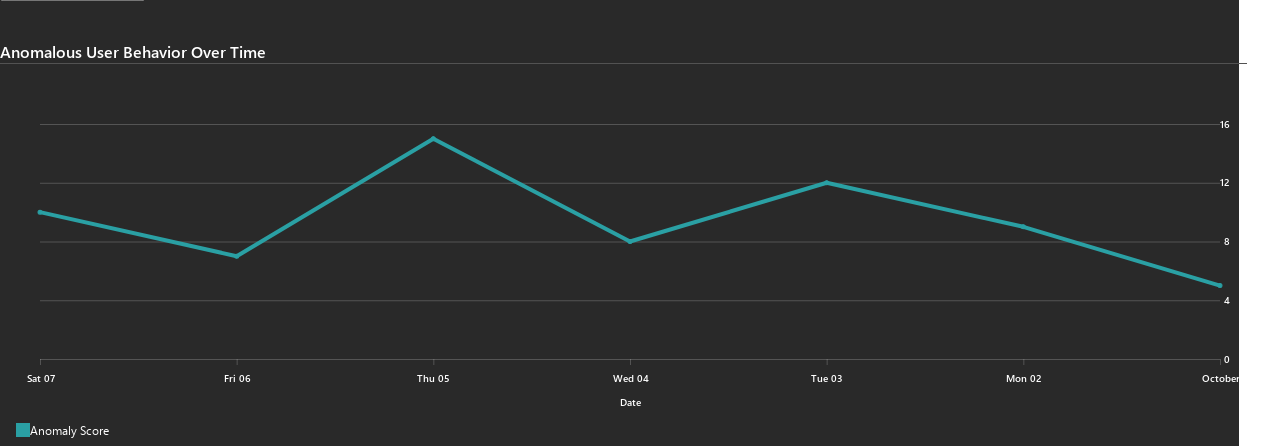 Anomalous User Behavior Over Time
16
12
8
4
0
Sat 07 Fri 06 Thu 05 Wed 04 Tue 03 Mon 02 October
Date
Anomaly Score